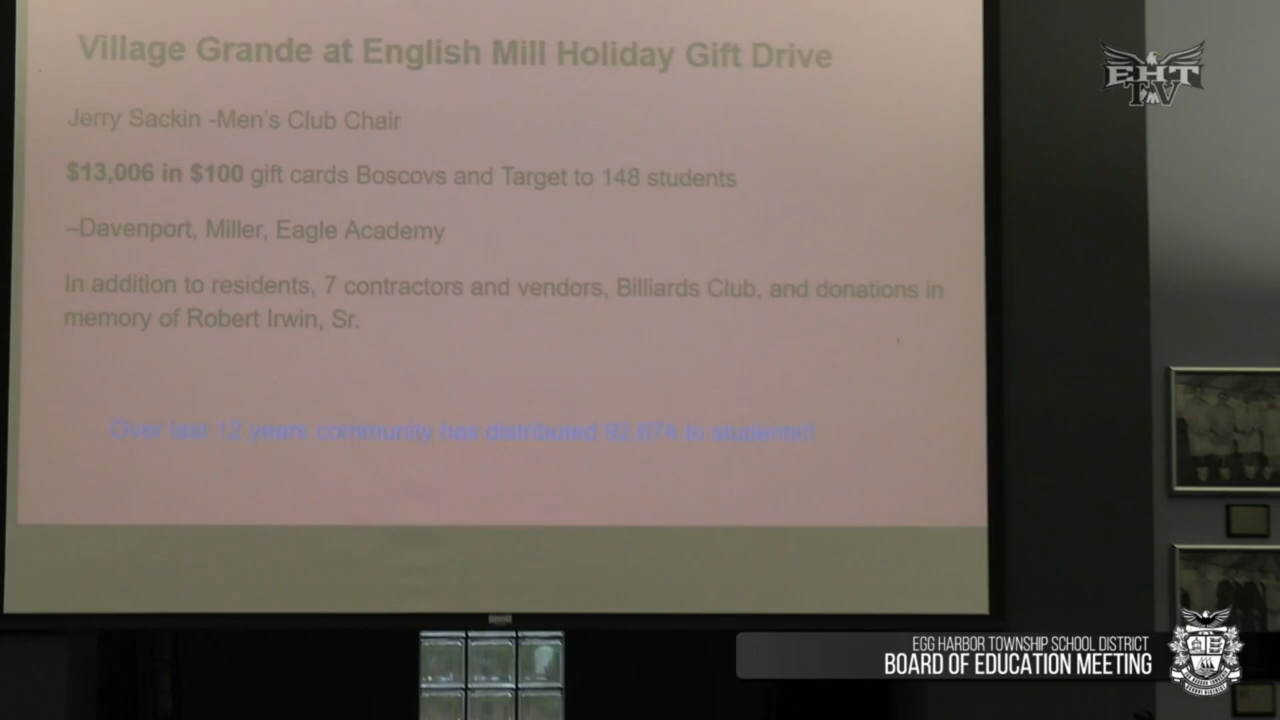 Village Grande at English Mill Holiday Gift Drive
EHT
TV
Jerry Sackin -Men's Club Chair
$13,006 in $100 gift cards Boscovs and Target to 148 students
–Davenport, Miller, Eagle Academy
In addition to residents, 7 contractors and vendors, Billiards Club, and donations in
memory of Robert Irwin, Sr.
Over last 12 years community has distributed 92,674 to students!!
EGG HARBOR TOWNSHIP SCHOOL DISTRICT
BOARD OF EDUCATION MEETING